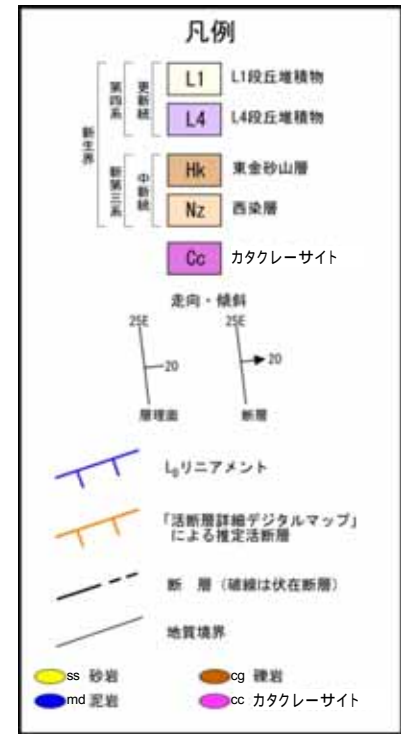 凡例
新生界
第四系
更新統
L1 L1段丘堆積物
L4 L4段丘堆積物
新第三系
中新統
Hk 東金砂山層
Nz 西染層
Cc カタクレーサイト
走向・傾斜
25E 25E
20 20
層理面 断層
L₀リニアメント
「活断層詳細デジタルマップ」
による推定活断層
断 層 (破線は伏在断層)
地質境界
ss 砂岩 cg 礫岩
md 泥岩 cc カタクレーサイト